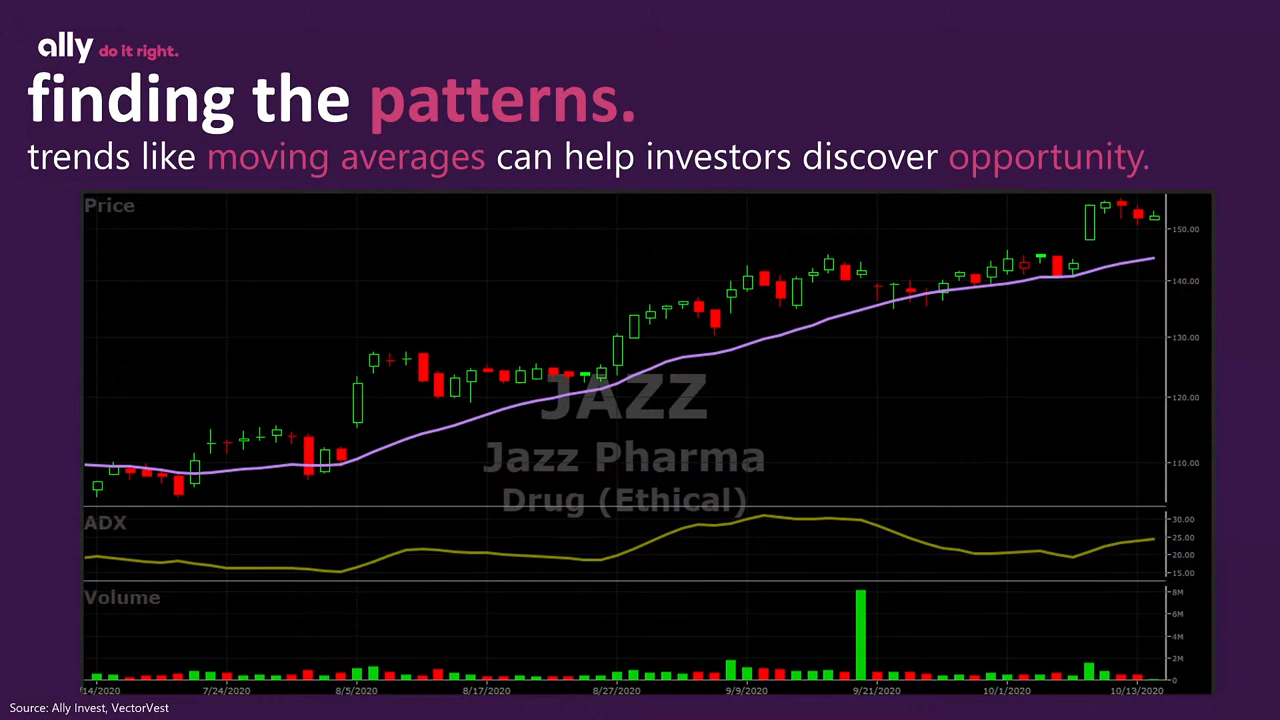 ally do it right.
finding the patterns.
trends like moving averages can help investors discover opportunity.
Price
150.00
140.00
130.00
120.00
110.00
JAZZ
Jazz Pharma
Drug (Ethical)
ADX
30.00
25.00
20.00
15.00
Volume
8M
6M
4M
2M
0
/14/2020 7/24/2020 8/5/2020 8/17/2020 8/27/2020 9/9/2020 9/21/2020 10/1/2020 10/13/2020
Source: Ally Invest, VectorVest